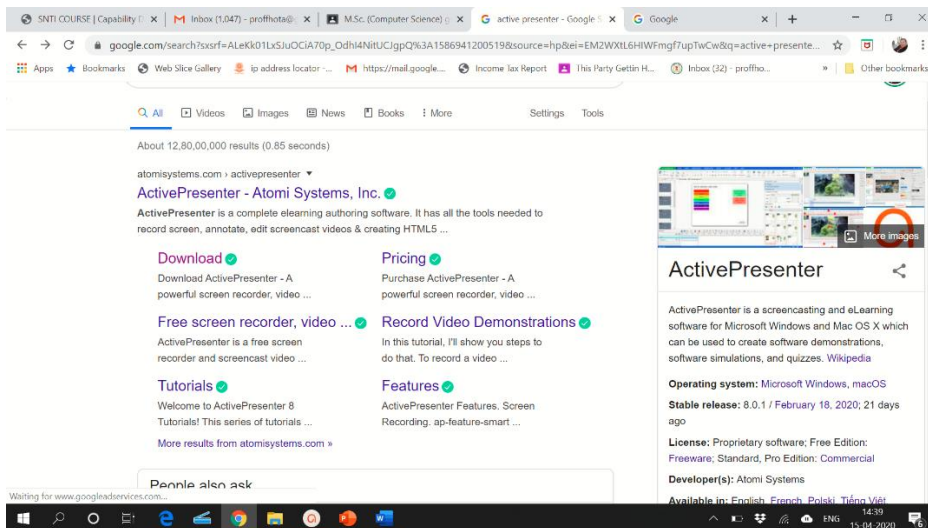 SNTI COURSE | Capability D
Inbox (1,047) - proffhota@g
M.Sc. (Computer Science) g
active presenter - Google S
Google
google.com/search?sxsrf=ALeKk01LxSJuOCiA70p_OdhI4NitUCJgpQ%3A1586941200519&source=hp&ei=EM2WXtL6HIWFmgf7upTwCw&q=active+presente...
Apps Bookmarks Web Slice Gallery ip address locator -... https://mail.google.... Income Tax Report This Party Gettin H... Inbox (32) - proffho... » Other bookmarks
All Videos Images News Books More Settings Tools
About 12,80,00,000 results (0.85 seconds)
atomisystems.com › activepresenter
ActivePresenter - Atomi Systems, Inc.
ActivePresenter is a complete elearning authoring software. It has all the tools needed to
record screen, annotate, edit screencast videos & creating HTML5 ...
Download
Download ActivePresenter - A
powerful screen recorder, video ...
Pricing
Purchase ActivePresenter - A
powerful screen recorder, video ...
Free screen recorder, video ...
ActivePresenter is a free screen
recorder and screencast video ...
Record Video Demonstrations
In this tutorial, I'll show you steps to
do that. To record a video ...
Tutorials
Welcome to ActivePresenter 8
Tutorials! This series of tutorials ...
Features
ActivePresenter Features. Screen
Recording. ap-feature-smart ...
More results from atomisystems.com »
People also ask
More images
ActivePresenter
ActivePresenter is a screencasting and eLearning
software for Microsoft Windows and Mac OS X which
can be used to create software demonstrations,
software simulations, and quizzes. Wikipedia
Operating system: Microsoft Windows, macOS
Stable release: 8.0.1 / February 18, 2020; 21 days
ago
License: Proprietary software; Free Edition:
Freeware; Standard, Pro Edition: Commercial
Developer(s): Atomi Systems
Available in: English, French, Polski, Tiếng Việt
Waiting for www.googleadservices.com...
ENG
14:39
15-04-2020